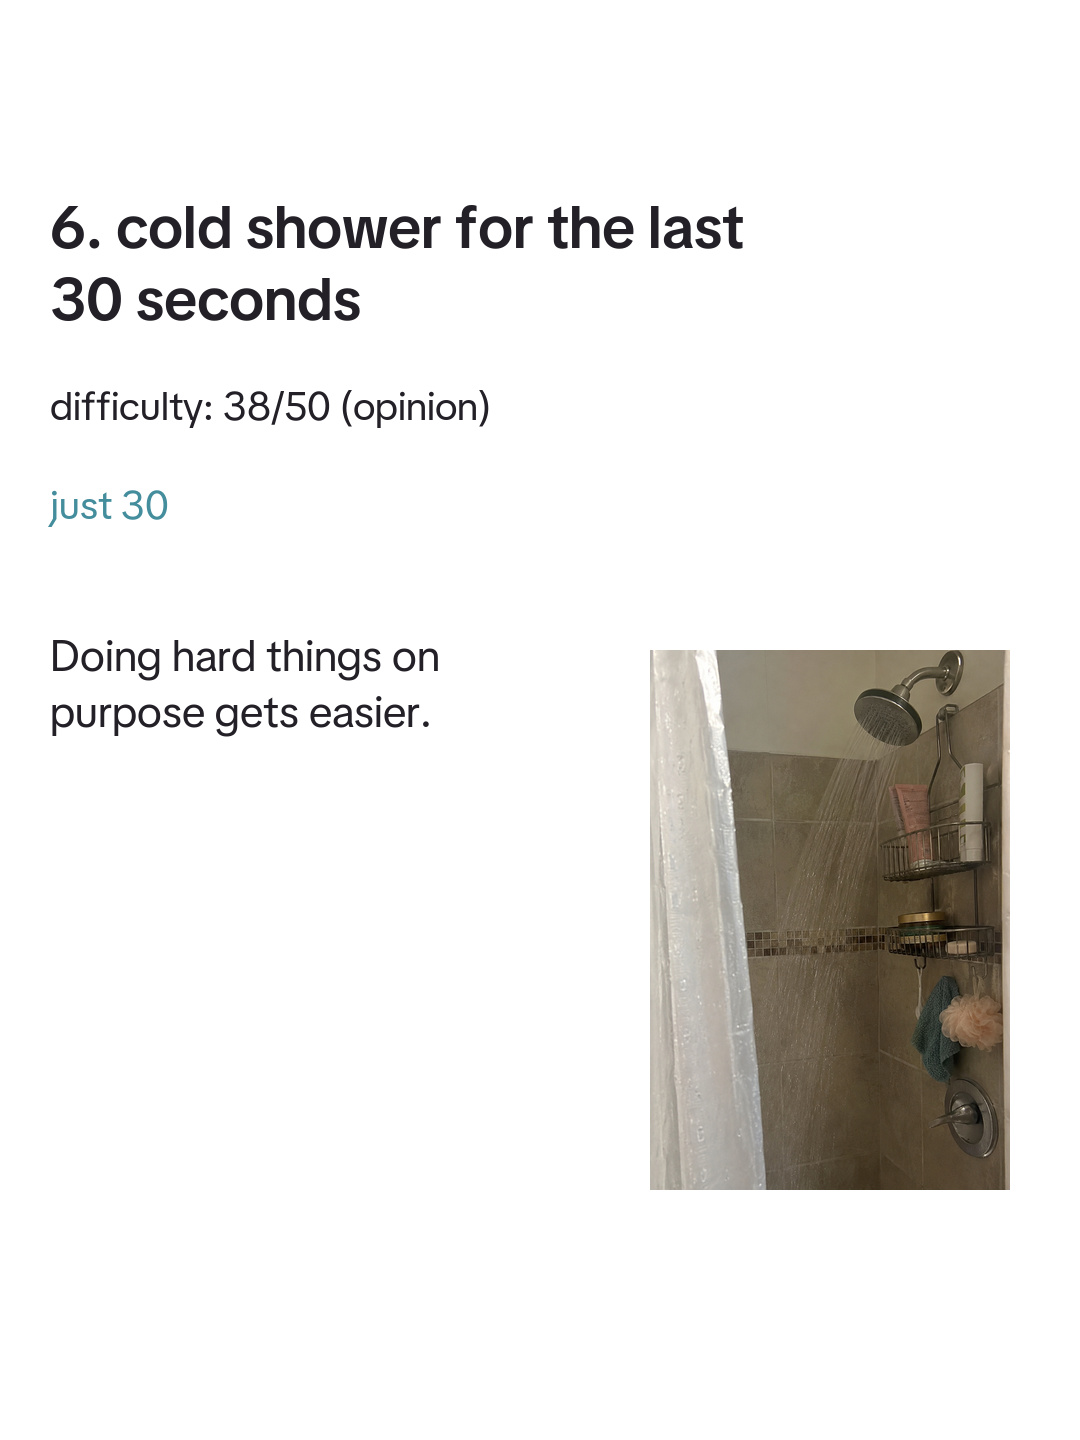 6. cold shower for the last
30 seconds
difficulty: 38/50 (opinion)
just 30
Doing hard things on
purpose gets easier.